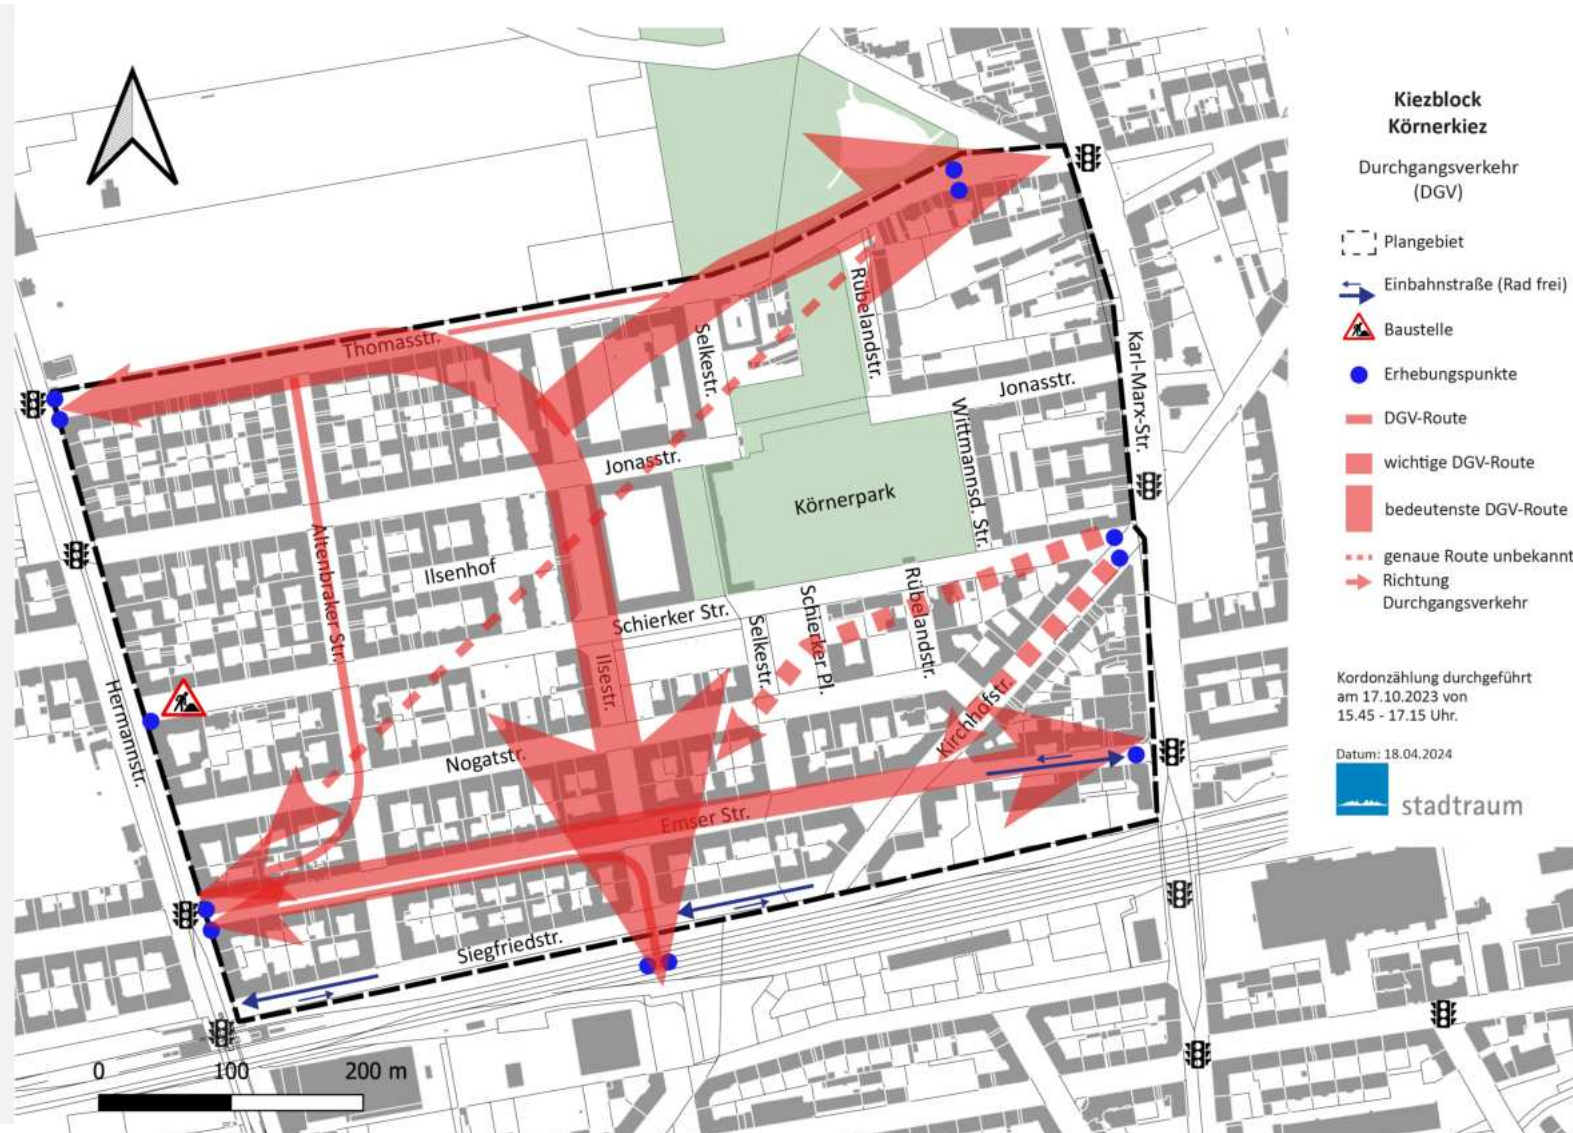 Kiezblock
Körnerkiez
Durchgangsverkehr
(DGV)
Plangebiet
Einbahnstraße (Rad frei)
Baustelle
Erhebungspunkte
DGV-Route
wichtige DGV-Route
bedeutenste DGV-Route
genaue Route unbekannt
Richtung
Durchgangsverkehr
Kordonzählung durchgeführt
am 17.10.2023 von
15.45 - 17.15 Uhr.
Datum: 18.04.2024
stadtraum
Thomasstr.
Selkestr.
Rübelandstr.
Karl-Marx-Str.
Jonasstr.
Wittmannsd. Str.
Jonasstr.
Körnerpark
Altenbraker Str.
Ilsenhof
Schierker Str.
Schierker Pl.
Rübelandstr.
Selkestr.
Ilsestr.
Hermannstr.
Nogatstr.
Kirchhofstr.
Emser Str.
Siegfriedstr.
0 100 200 m